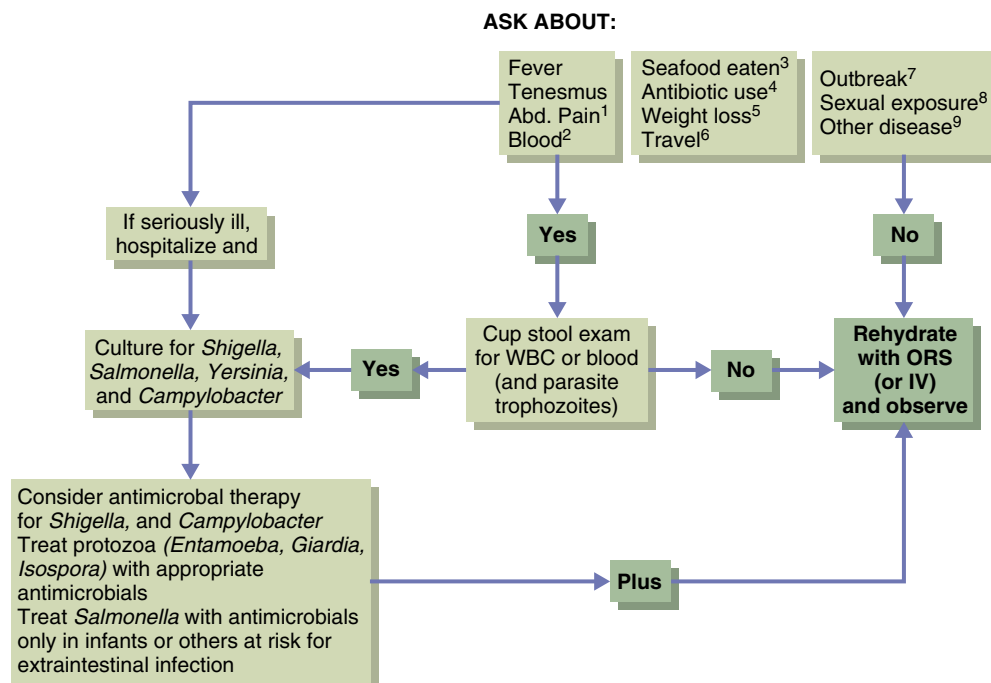 ASK ABOUT:
Fever
Tenesmus
Abd. Pain¹
Blood²
Seafood eaten³
Antibiotic use⁴
Weight loss⁵
Travel⁶
Outbreak⁷
Sexual exposure⁸
Other disease⁹
If seriously ill,
hospitalize and
Yes
No
Culture for Shigella,
Salmonella, Yersinia,
and Campylobacter
Yes
Cup stool exam
for WBC or blood
(and parasite
trophozoites)
No
Rehydrate
with ORS
(or IV)
and observe
Consider antimicrobal therapy
for Shigella, and Campylobacter
Treat protozoa (Entamoeba, Giardia,
Isospora) with appropriate
antimicrobials
Treat Salmonella with antimicrobials
only in infants or others at risk for
extraintestinal infection
Plus